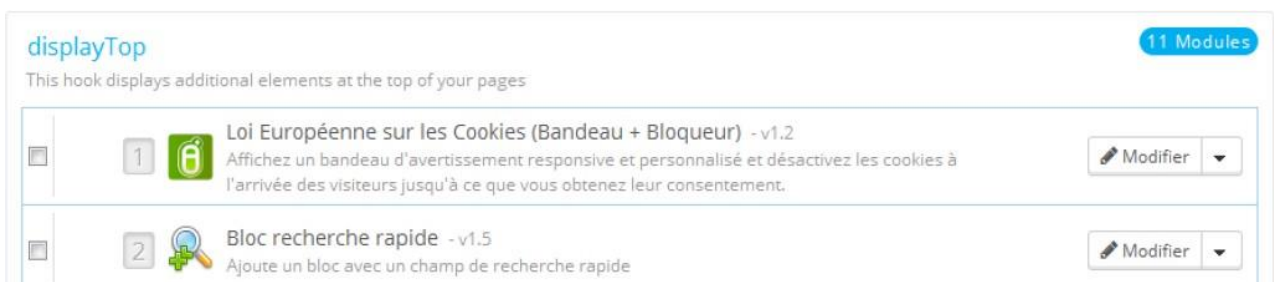 displayTop
11 Modules
This hook displays additional elements at the top of your pages
1
Loi Européenne sur les Cookies (Bandeau + Bloqueur) - v1.2
Affichez un bandeau d'avertissement responsive et personnalisé et désactivez les cookies à
l'arrivée des visiteurs jusqu'à ce que vous obtenez leur consentement.
Modifier
2
Bloc recherche rapide - v1.5
Ajoute un bloc avec un champ de recherche rapide
Modifier